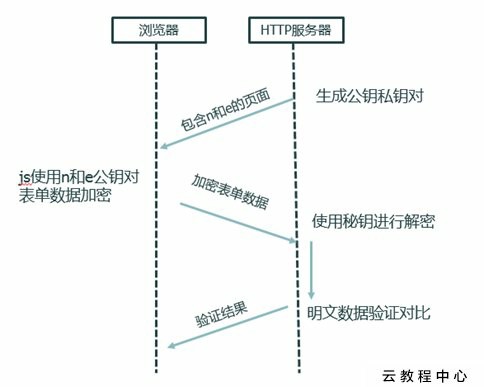 浏览器
HTTP服务器
生成公钥私钥对
包含n和e的页面
js使用n和e公钥对
表单数据加密
加密表单数据
使用秘钥进行解密
明文数据验证对比
验证结果
云教程中心